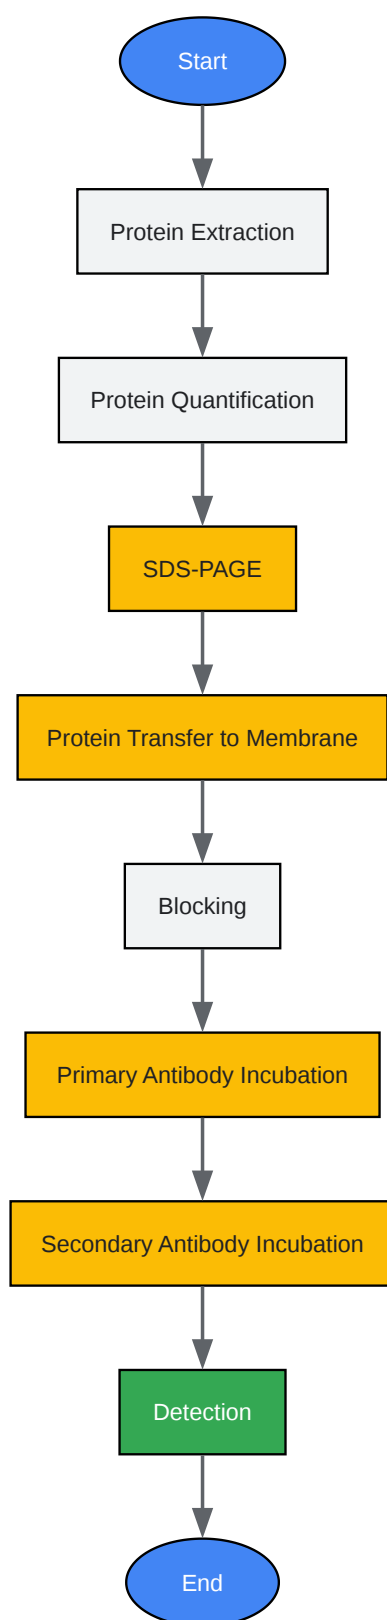 Start
Protein Extraction
Protein Quantification
SDS-PAGE
Protein Transfer to Membrane
Blocking
Primary Antibody Incubation
Secondary Antibody Incubation
Detection
End